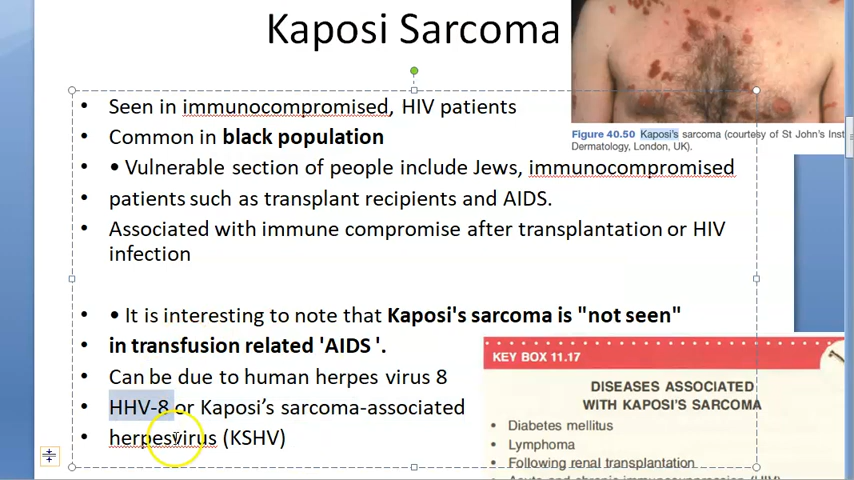 Kaposi Sarcoma
• Seen in immunocompromised, HIV patients
• Common in black population
• • Vulnerable section of people include Jews, immunocompromised
• patients such as transplant recipients and AIDS.
• Associated with immune compromise after transplantation or HIV
infection
• • It is interesting to note that Kaposi's sarcoma is "not seen"
• in transfusion related 'AIDS '.
• Can be due to human herpes virus 8
• HHV-8 or Kaposi’s sarcoma-associated
• herpesvirus (KSHV)
Figure 40.50 Kaposi's sarcoma (courtesy of St John's Inst
Dermatology, London, UK).
KEY BOX 11.17
DISEASES ASSOCIATED
WITH KAPOSI'S SARCOMA
• Diabetes mellitus
• Lymphoma
• Following renal transplantation